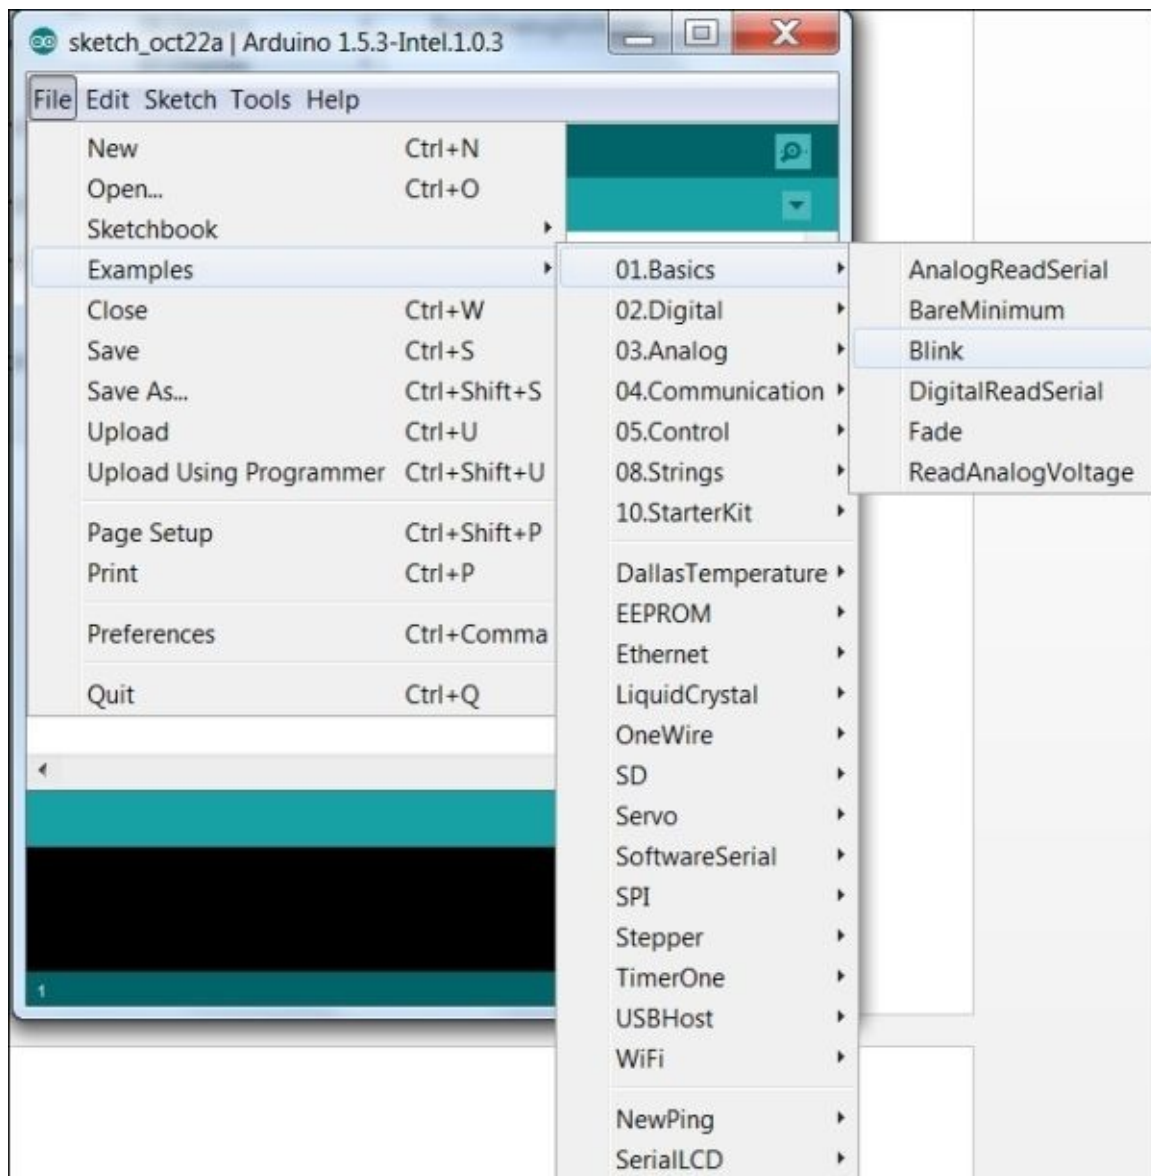 sketch_oct22a | Arduino 1.5.3-Intel.1.0.3
File Edit Sketch Tools Help
New Ctrl+N
Open... Ctrl+O
Sketchbook
Examples
Close Ctrl+W
Save Ctrl+S
Save As... Ctrl+Shift+S
Upload Ctrl+U
Upload Using Programmer Ctrl+Shift+U
Page Setup Ctrl+Shift+P
Print Ctrl+P
Preferences Ctrl+Comma
Quit Ctrl+Q
1
01.Basics
02.Digital
03.Analog
04.Communication
05.Control
08.Strings
10.StarterKit
DallasTemperature
EEPROM
Ethernet
LiquidCrystal
OneWire
SD
Servo
SoftwareSerial
SPI
Stepper
TimerOne
USBHost
WiFi
NewPing
SerialLCD
AnalogReadSerial
BareMinimum
Blink
DigitalReadSerial
Fade
ReadAnalogVoltage